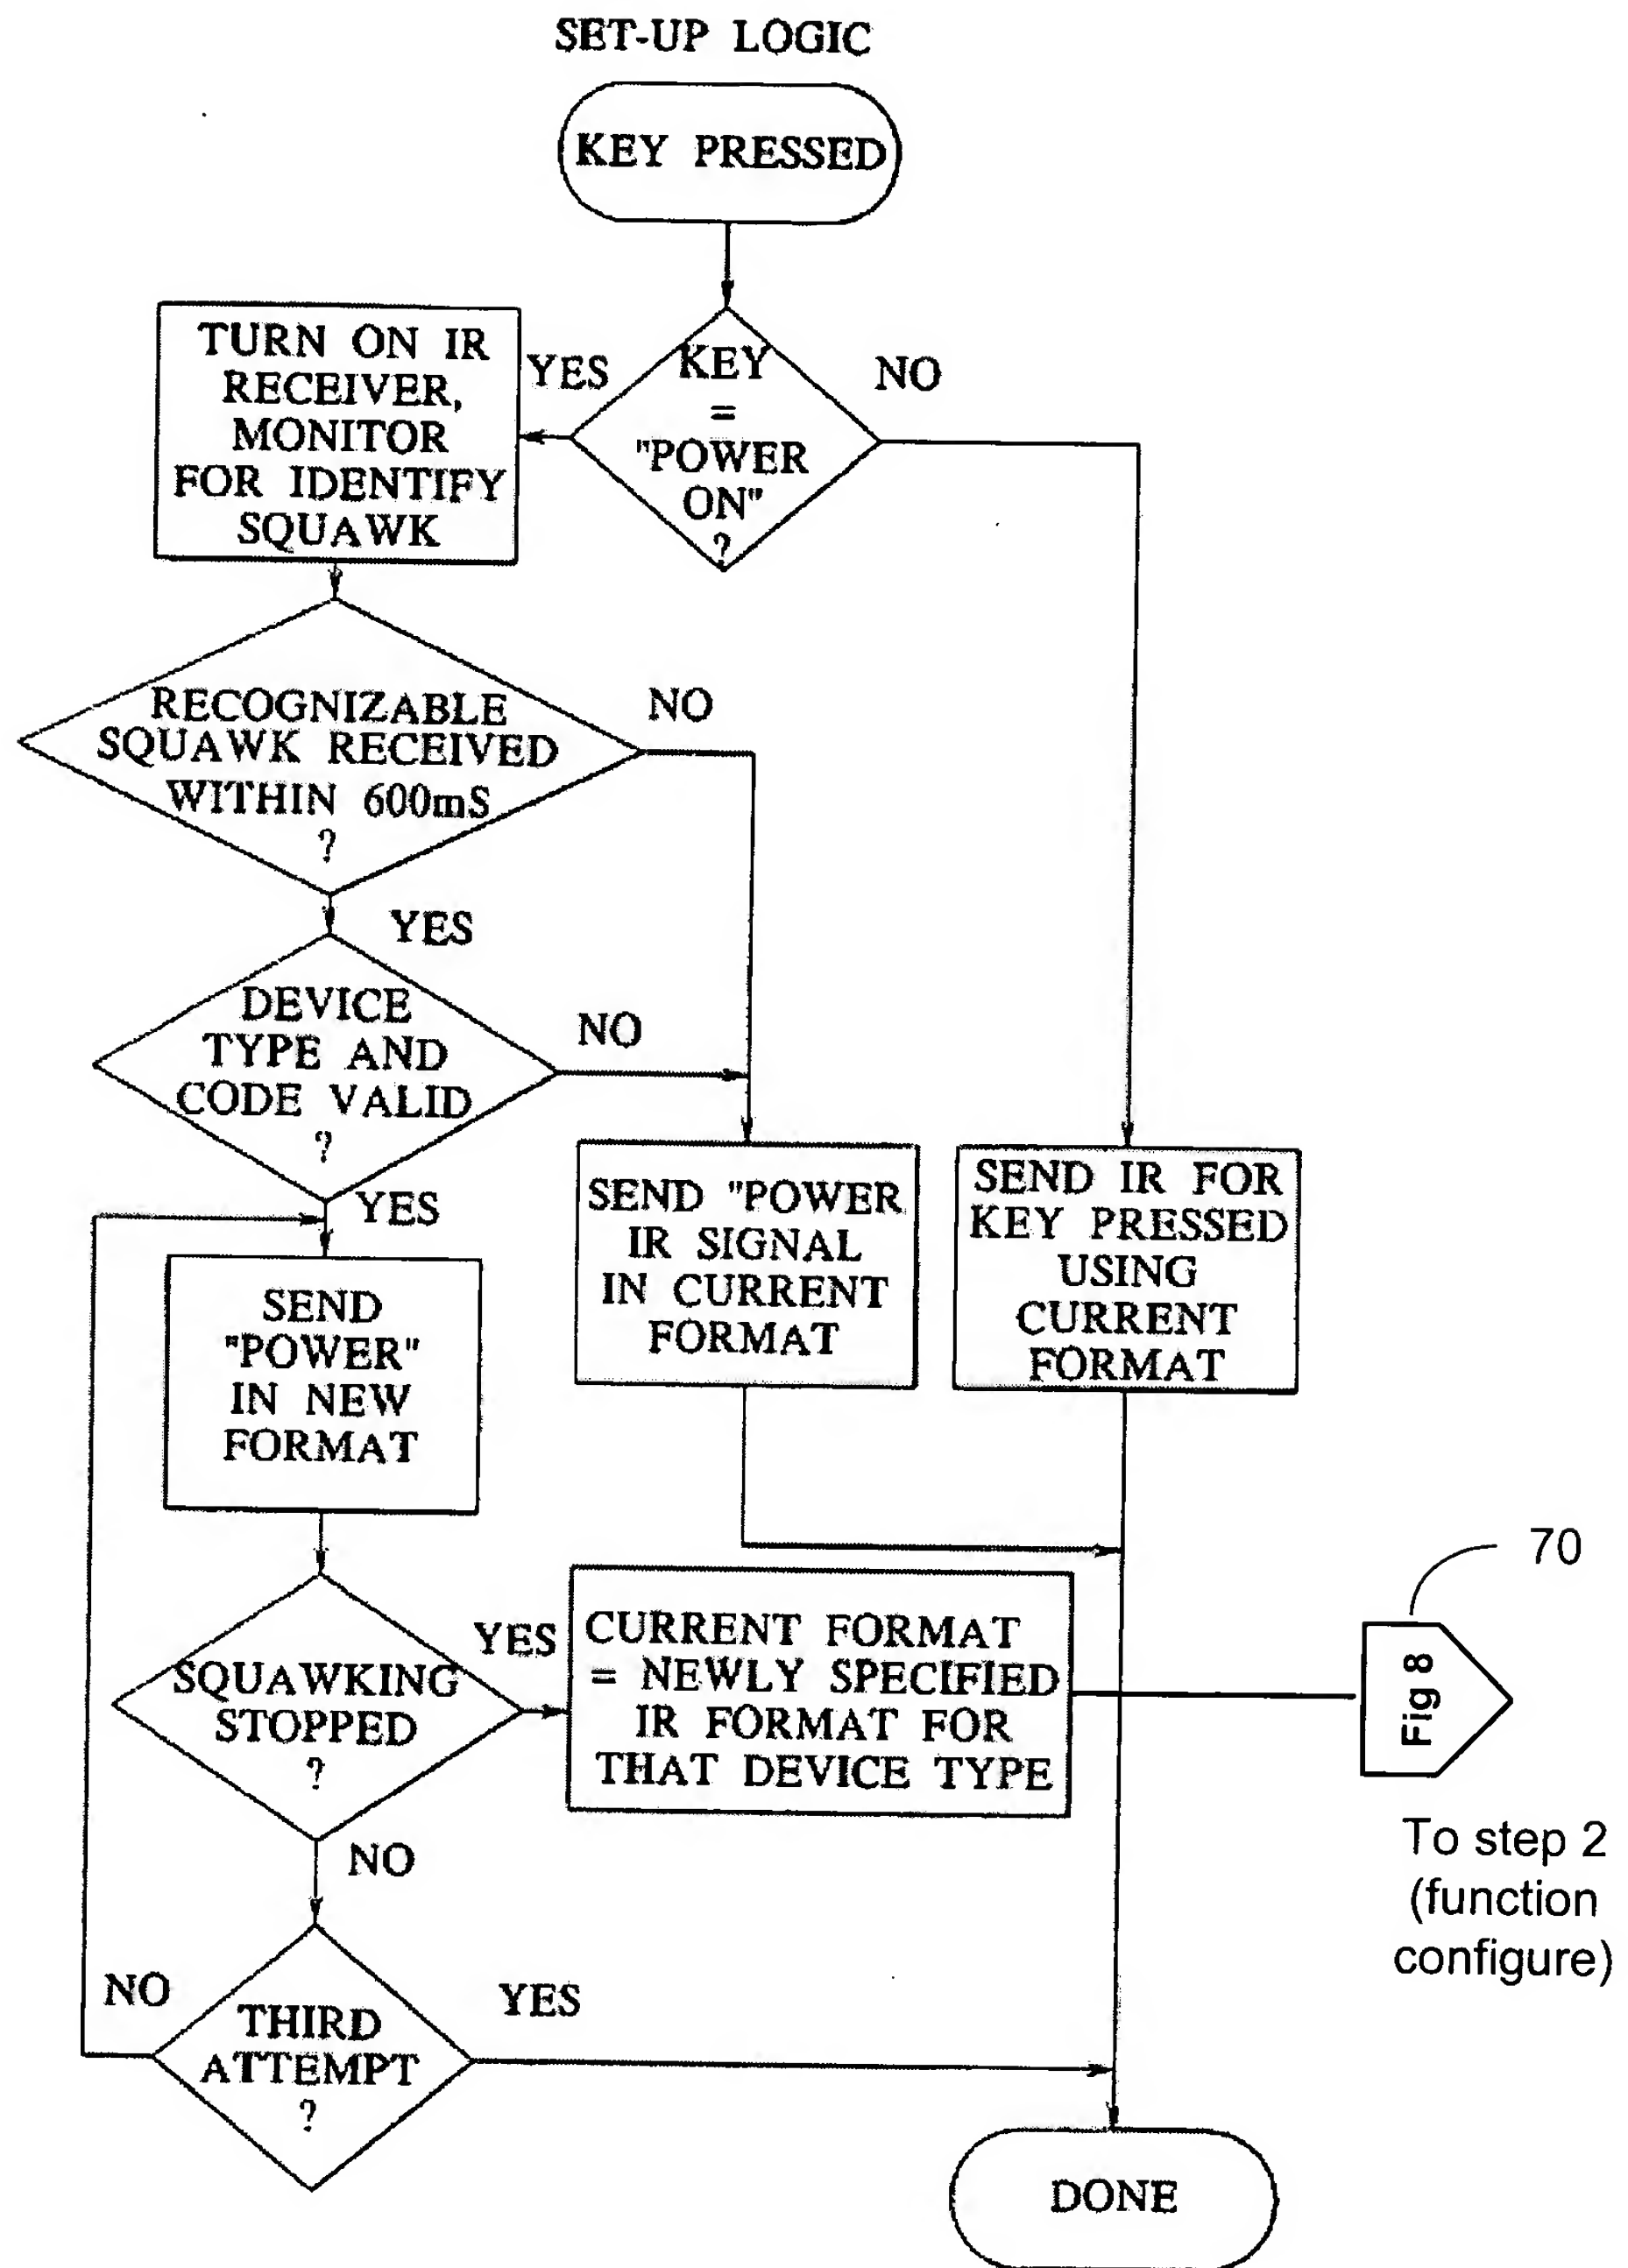 SET-UP LOGIC
KEY PRESSED
KEY
=
"POWER
ON"
?
YES
NO
TURN ON IR
RECEIVER,
MONITOR
FOR IDENTIFY
SQUAWK
RECOGNIZABLE
SQUAWK RECEIVED
WITHIN 600mS
?
NO
YES
DEVICE
TYPE AND
CODE VALID
?
NO
YES
SEND "POWER
IR SIGNAL
IN CURRENT
FORMAT
SEND IR FOR
KEY PRESSED
USING
CURRENT
FORMAT
SEND
"POWER"
IN NEW
FORMAT
SQUAWKING
STOPPED
?
YES
NO
CURRENT FORMAT
= NEWLY SPECIFIED
IR FORMAT FOR
THAT DEVICE TYPE
70
Fig 8
To step 2
(function
configure)
THIRD
ATTEMPT
?
NO
YES
DONE